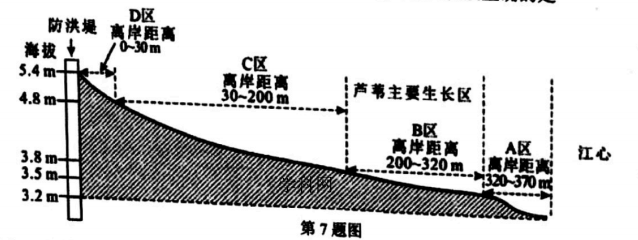 防洪堤
海拔
5.4 m
4.8 m
3.8 m
3.5 m
3.2 m
D区
离岸距离
0~30 m
C区
离岸距离
30~200 m
芦苇主要生长区
B区
离岸距离
200~320 m
A区
离岸距离
320~370 m
江心
学科网
第7题图